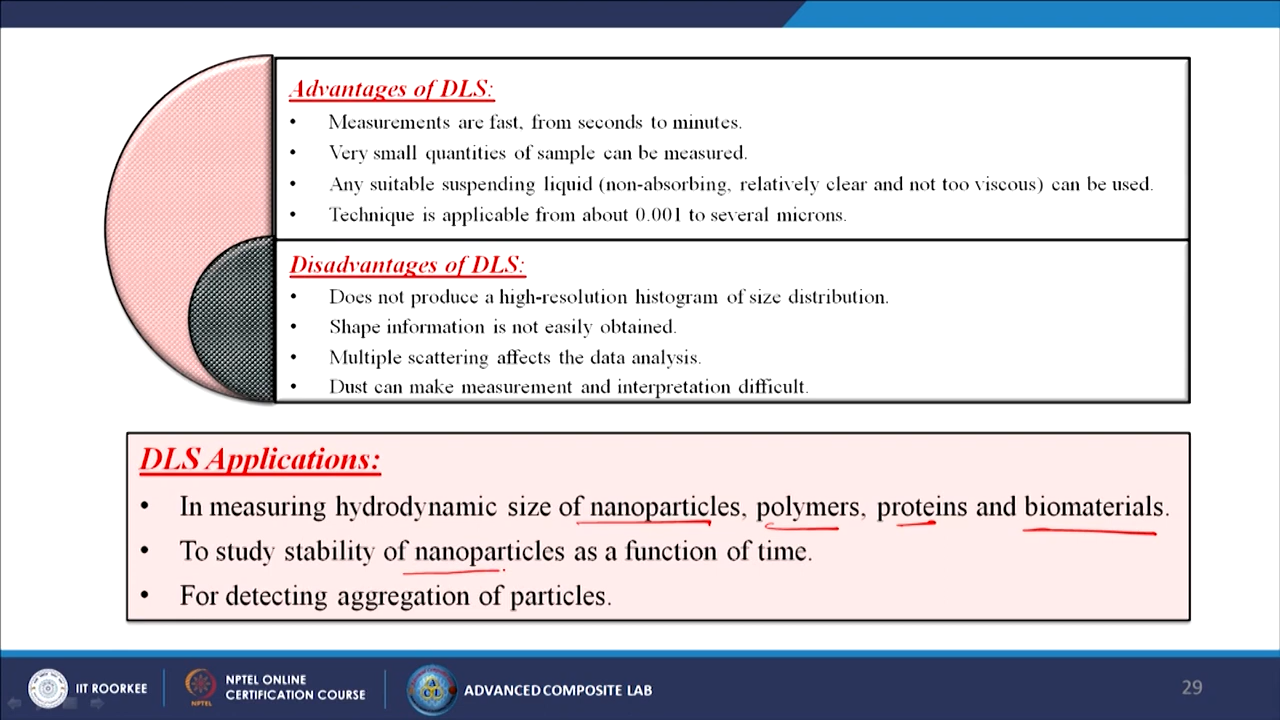 Advantages of DLS:
• Measurements are fast, from seconds to minutes.
• Very small quantities of sample can be measured.
• Any suitable suspending liquid (non-absorbing, relatively clear and not too viscous) can be used.
• Technique is applicable from about 0.001 to several microns.
Disadvantages of DLS:
• Does not produce a high-resolution histogram of size distribution.
• Shape information is not easily obtained.
• Multiple scattering affects the data analysis.
• Dust can make measurement and interpretation difficult.
DLS Applications:
• In measuring hydrodynamic size of nanoparticles, polymers, proteins and biomaterials.
• To study stability of nanoparticles as a function of time.
• For detecting aggregation of particles.
IIT ROORKEE
NPTEL
NPTEL ONLINE
CERTIFICATION COURSE
ADVANCED COMPOSITE LAB
29